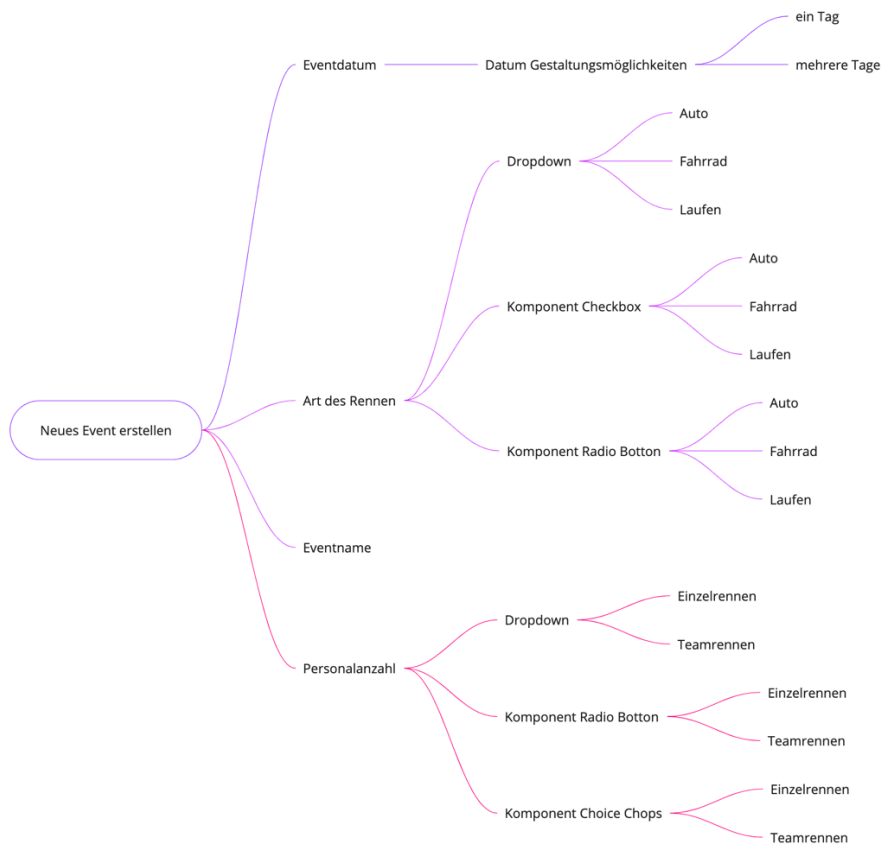 Neues Event erstellen
Eventdatum
Datum Gestaltungsmöglichkeiten
ein Tag
mehrere Tage
Art des Rennen
Dropdown
Auto
Fahrrad
Laufen
Komponent Checkbox
Auto
Fahrrad
Laufen
Komponent Radio Botton
Auto
Fahrrad
Laufen
Eventname
Personalanzahl
Dropdown
Einzelrennen
Teamrennen
Komponent Radio Botton
Einzelrennen
Teamrennen
Komponent Choice Chops
Einzelrennen
Teamrennen